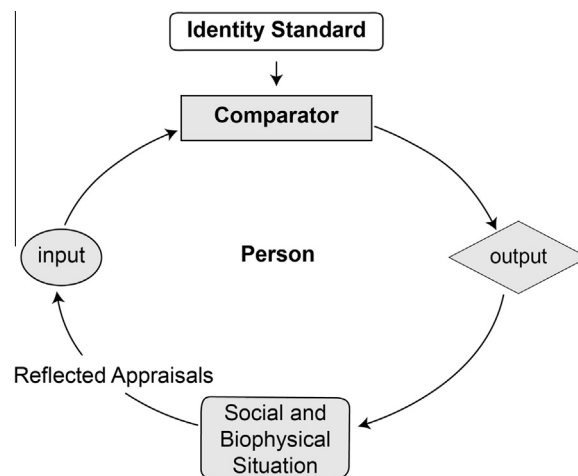 Identity Standard
Comparator
input
Person
output
Reflected Appraisals
Social and
Biophysical
Situation